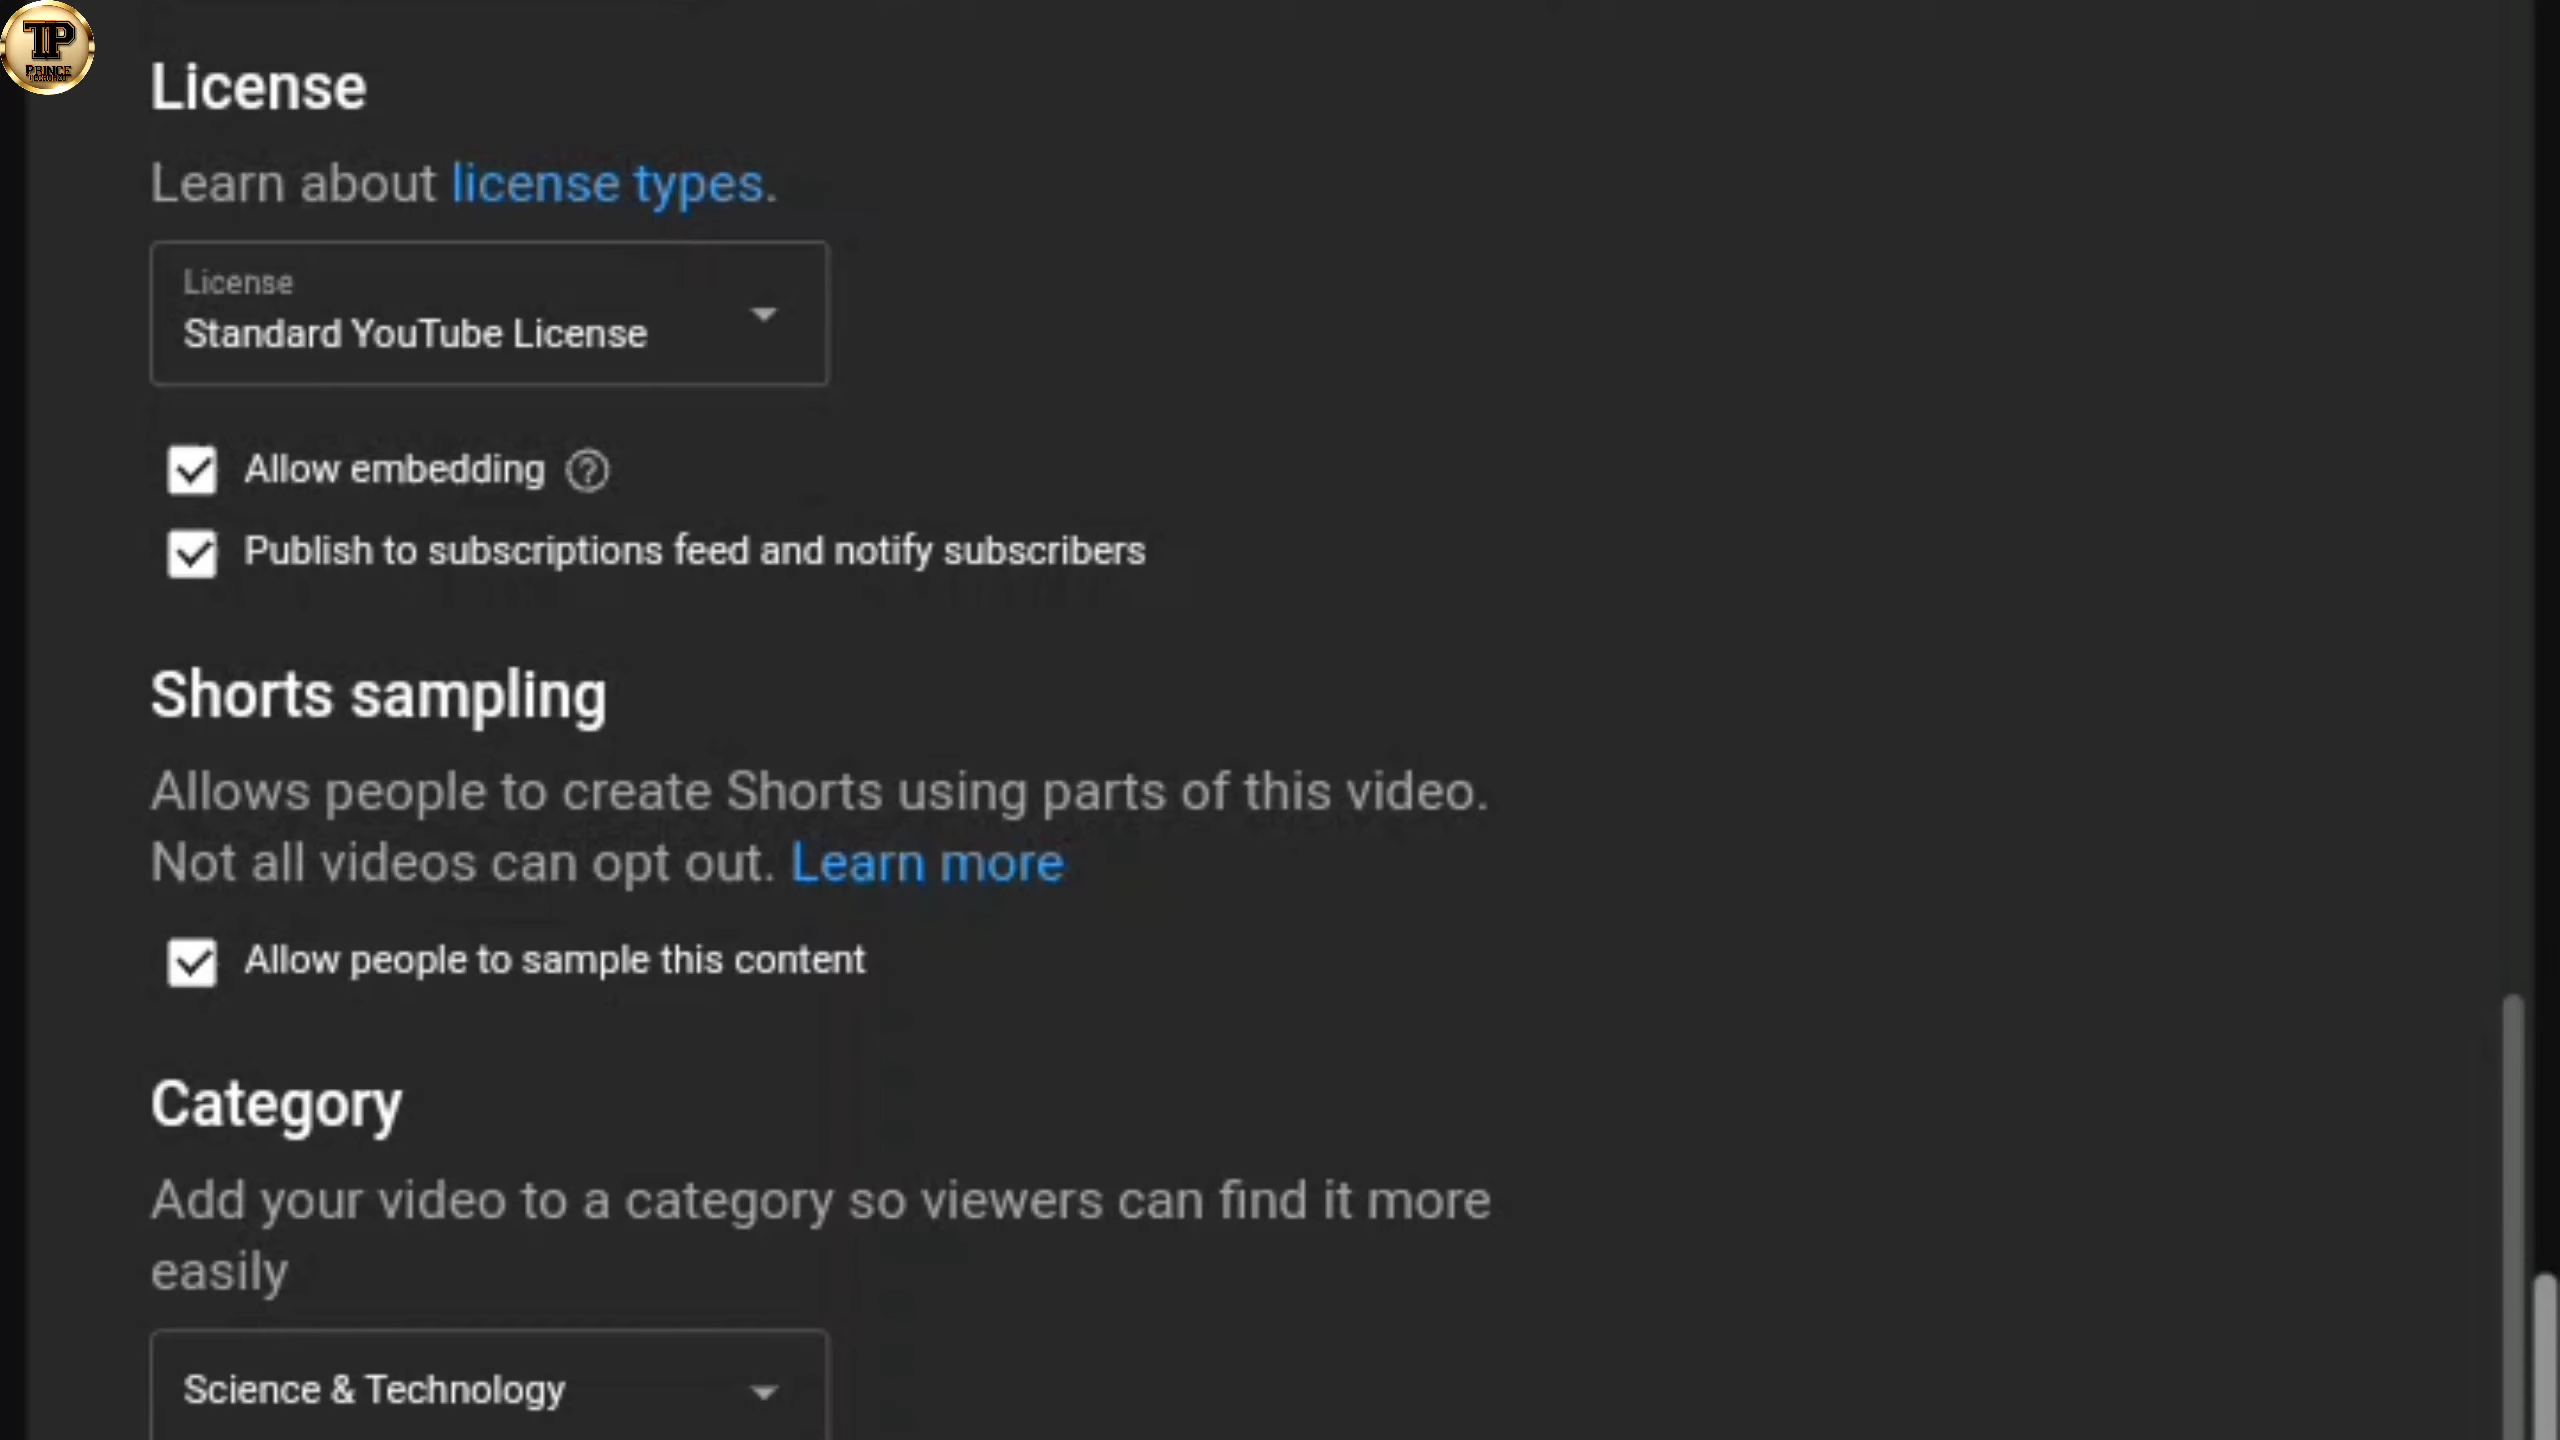 TP
PRINCE
License
Learn about license types.
License
Standard YouTube License
Allow embedding
Publish to subscriptions feed and notify subscribers
Shorts sampling
Allows people to create Shorts using parts of this video.
Not all videos can opt out. Learn more
Allow people to sample this content
Category
Add your video to a category so viewers can find it more
easily
Science & Technology